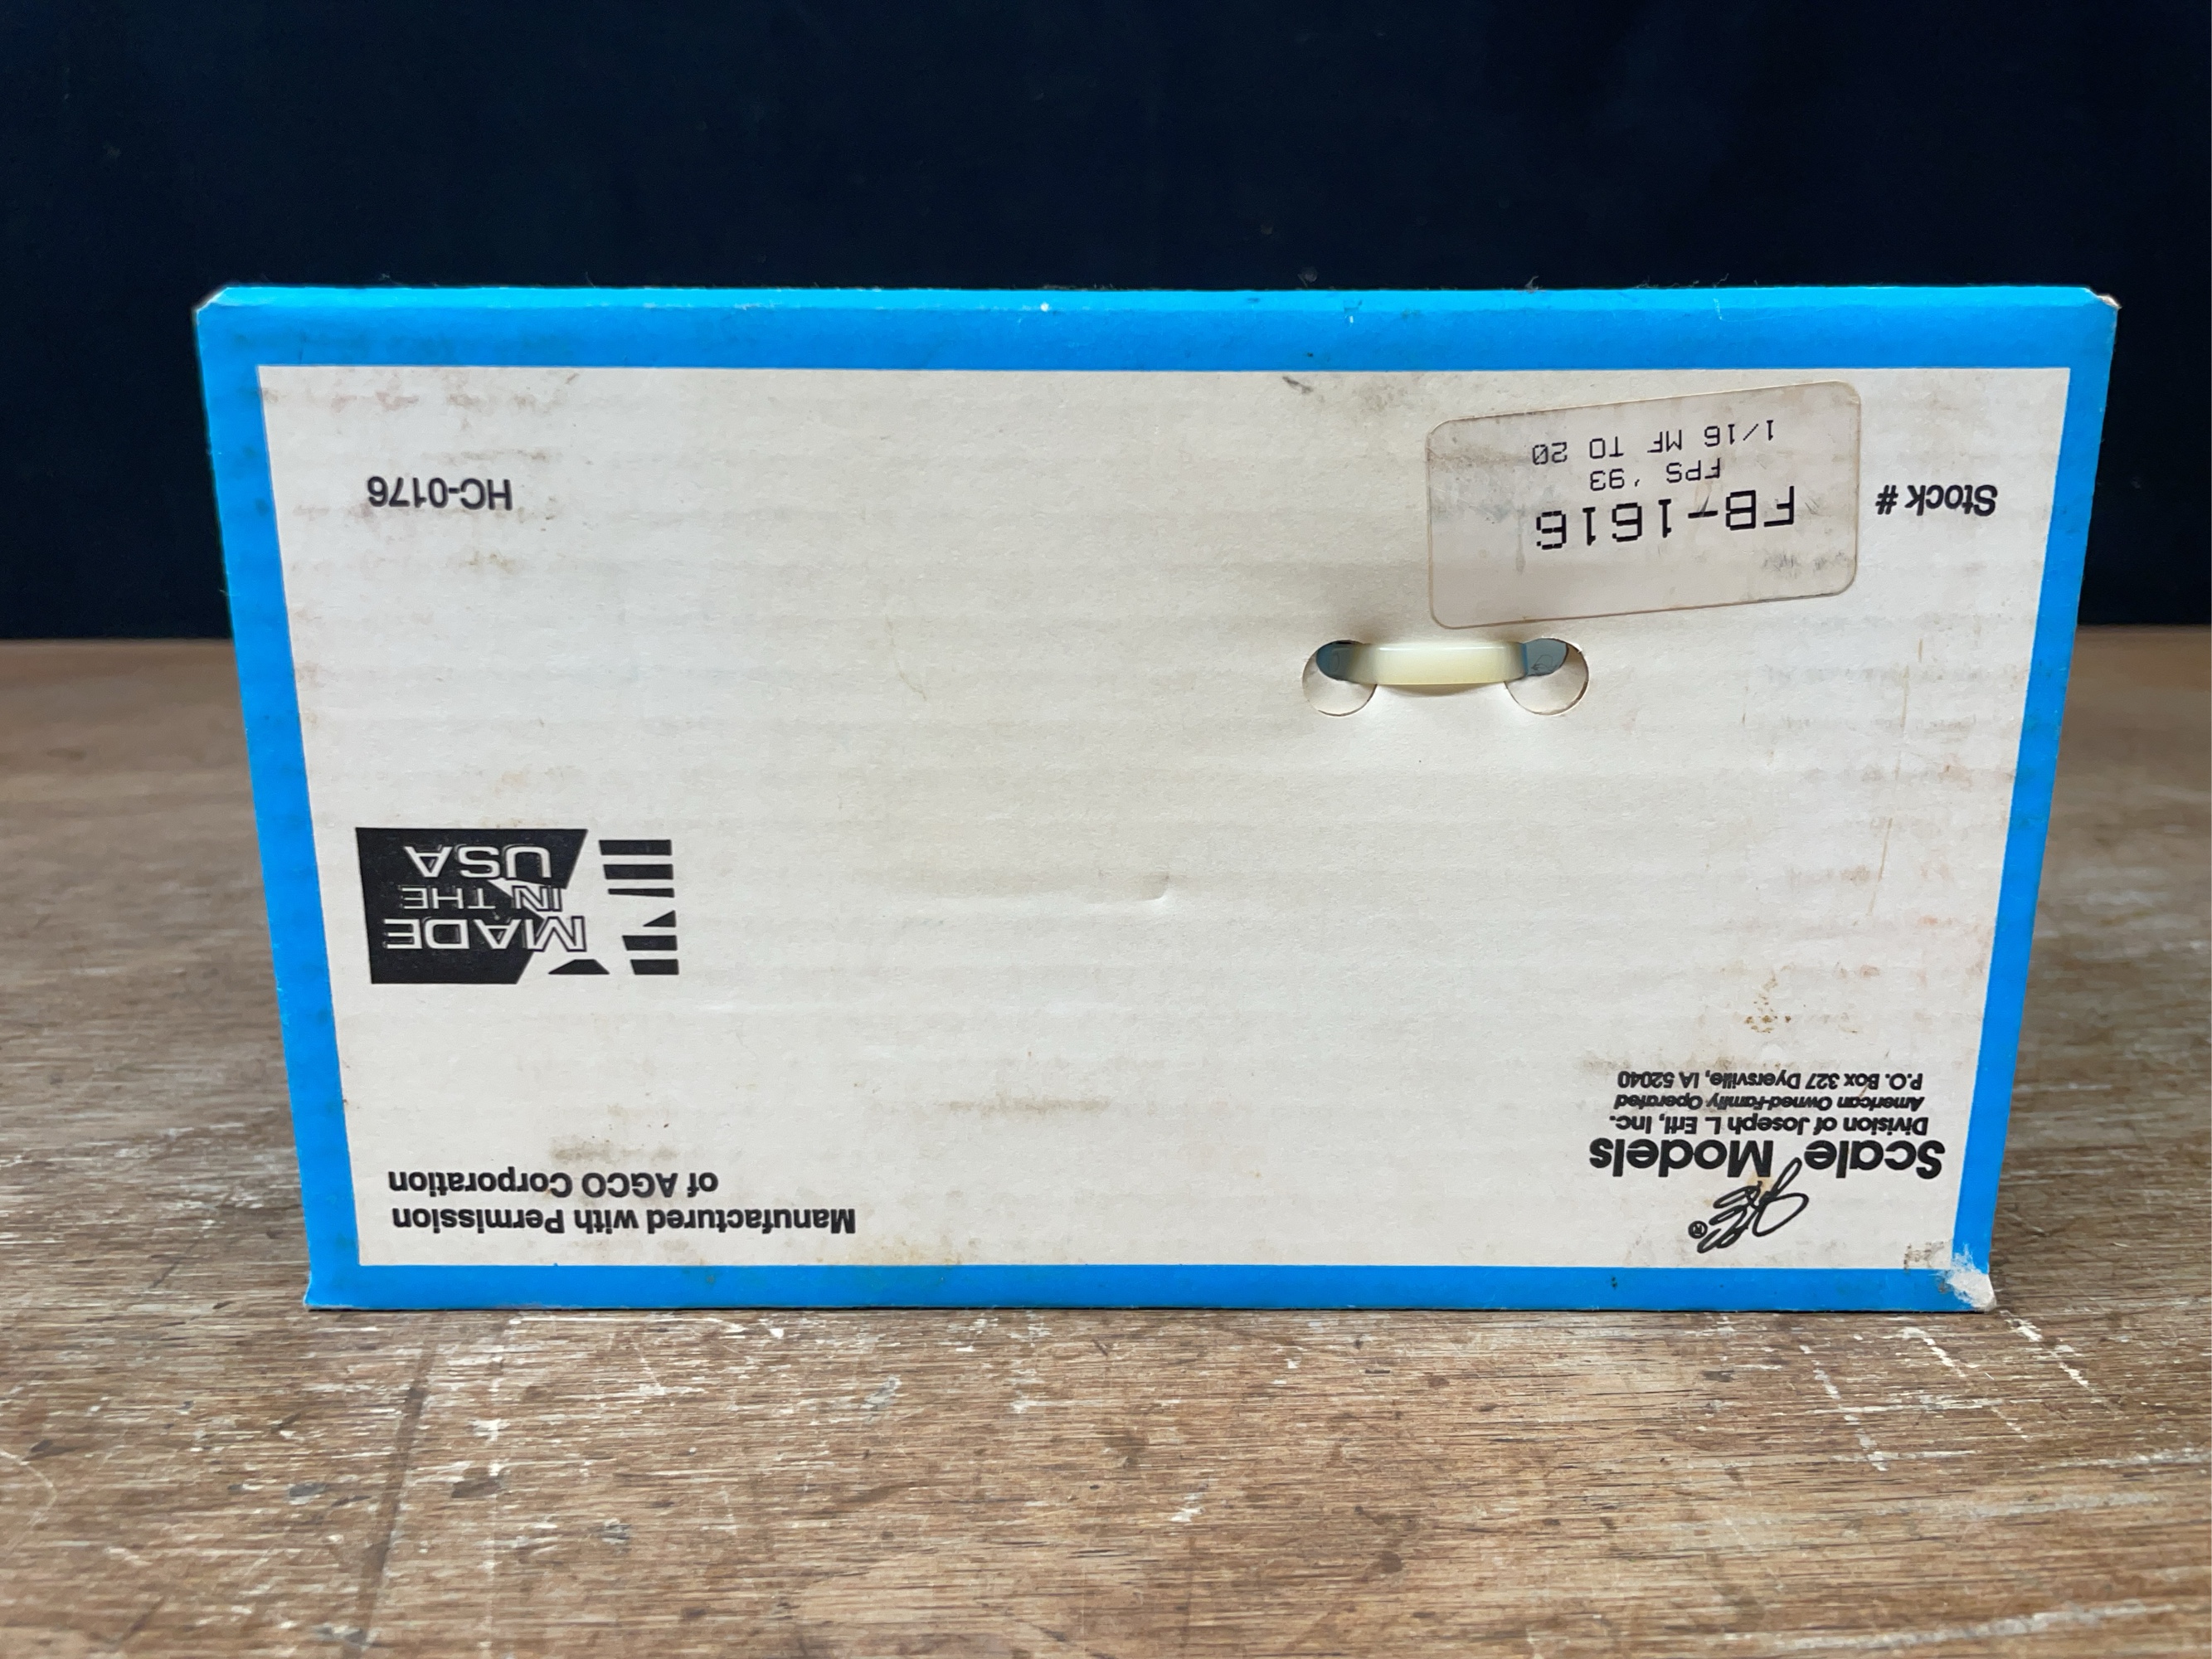 JLE®
Scale Models
Division of Joseph L. Ertl, Inc.
American Owned-Family Operated
P.O. Box 327 Dyersville, IA 52040
Manufactured with Permission
of AGCO Corporation
MADE
IN THE
USA
Stock #
FB-1616
FPS '93
1/16 MF TO 20
HC-0176